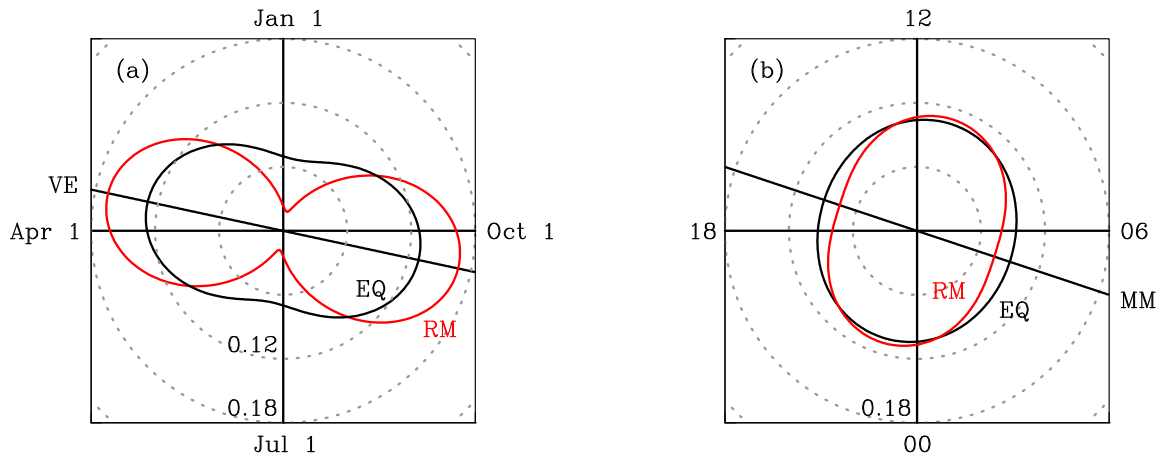 Jan 1
(a)
VE
Apr 1
Oct 1
EQ
RM
0.12
0.18
Jul 1
12
(b)
18
06
RM
EQ
MM
0.18
00